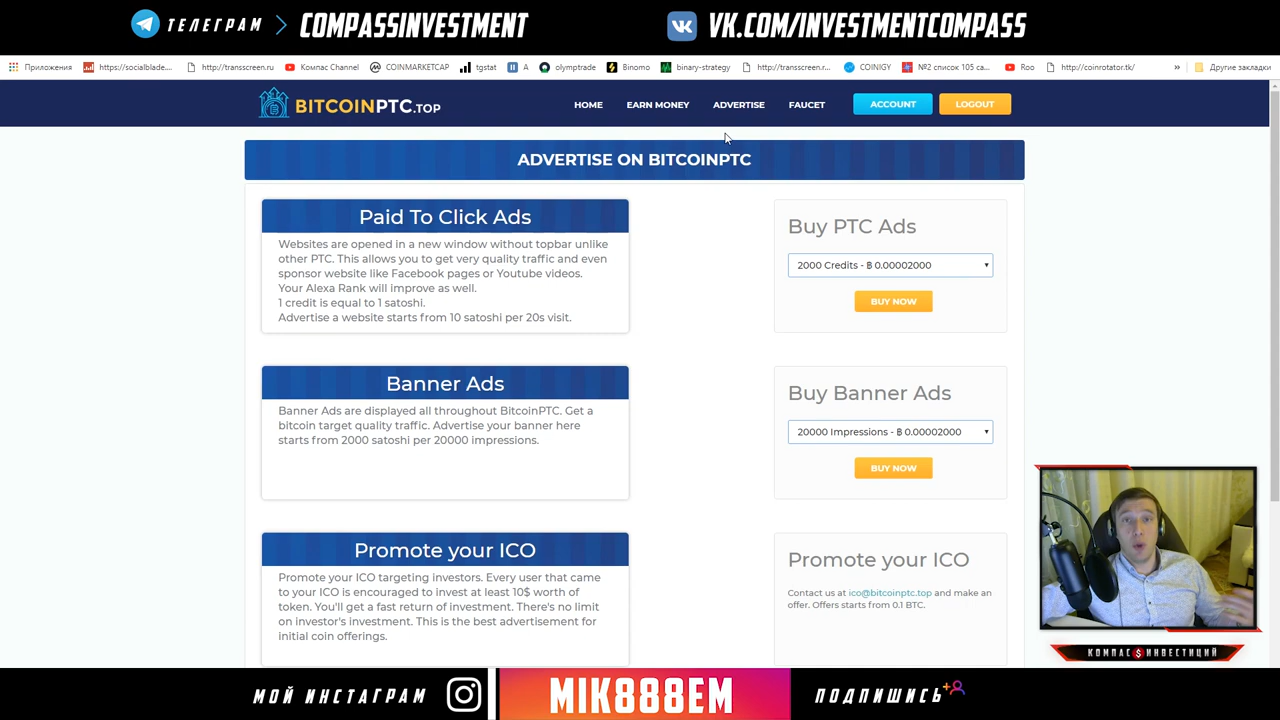 ТЕЛЕГРАМ COMPASSINVESTMENT VK.COM/INVESTMENTCOMPASS
Приложения https://socialblade.... http://transscreen.ru Компас Channel COINMARKETCAP tgstat А olymptrade Binomo binary-strategy http://transscreen.r... COINIGY №2 список 105 са... Roo http://coinrotator.tk/ » Другие закладки
BITCOINPTC.TOP HOME EARN MONEY ADVERTISE FAUCET ACCOUNT LOGOUT
ADVERTISE ON BITCOINPTC
Paid To Click Ads
Websites are opened in a new window without topbar unlike
other PTC. This allows you to get very quality traffic and even
sponsor website like Facebook pages or Youtube videos.
Your Alexa Rank will improve as well.
1 credit is equal to 1 satoshi.
Advertise a website starts from 10 satoshi per 20s visit.
Buy PTC Ads
2000 Credits - ฿ 0.00002000
BUY NOW
Banner Ads
Banner Ads are displayed all throughout BitcoinPTC. Get a
bitcoin target quality traffic. Advertise your banner here
starts from 2000 satoshi per 20000 impressions.
Buy Banner Ads
20000 Impressions - ฿ 0.00002000
BUY NOW
Promote your ICO
Promote your ICO targeting investors. Every user that came
to your ICO is encouraged to invest at least 10$ worth of
token. You'll get a fast return of investment. There's no limit
on investor's investment. This is the best advertisement for
initial coin offerings.
Promote your ICO
Contact us at ico@bitcoinptc.top and make an
offer. Offers starts from 0.1 BTC.
КОМПАС ИНВЕСТИЦИЙ
МОЙ ИНСТАГРАМ MIK888EM ПОДПИШИСЬ